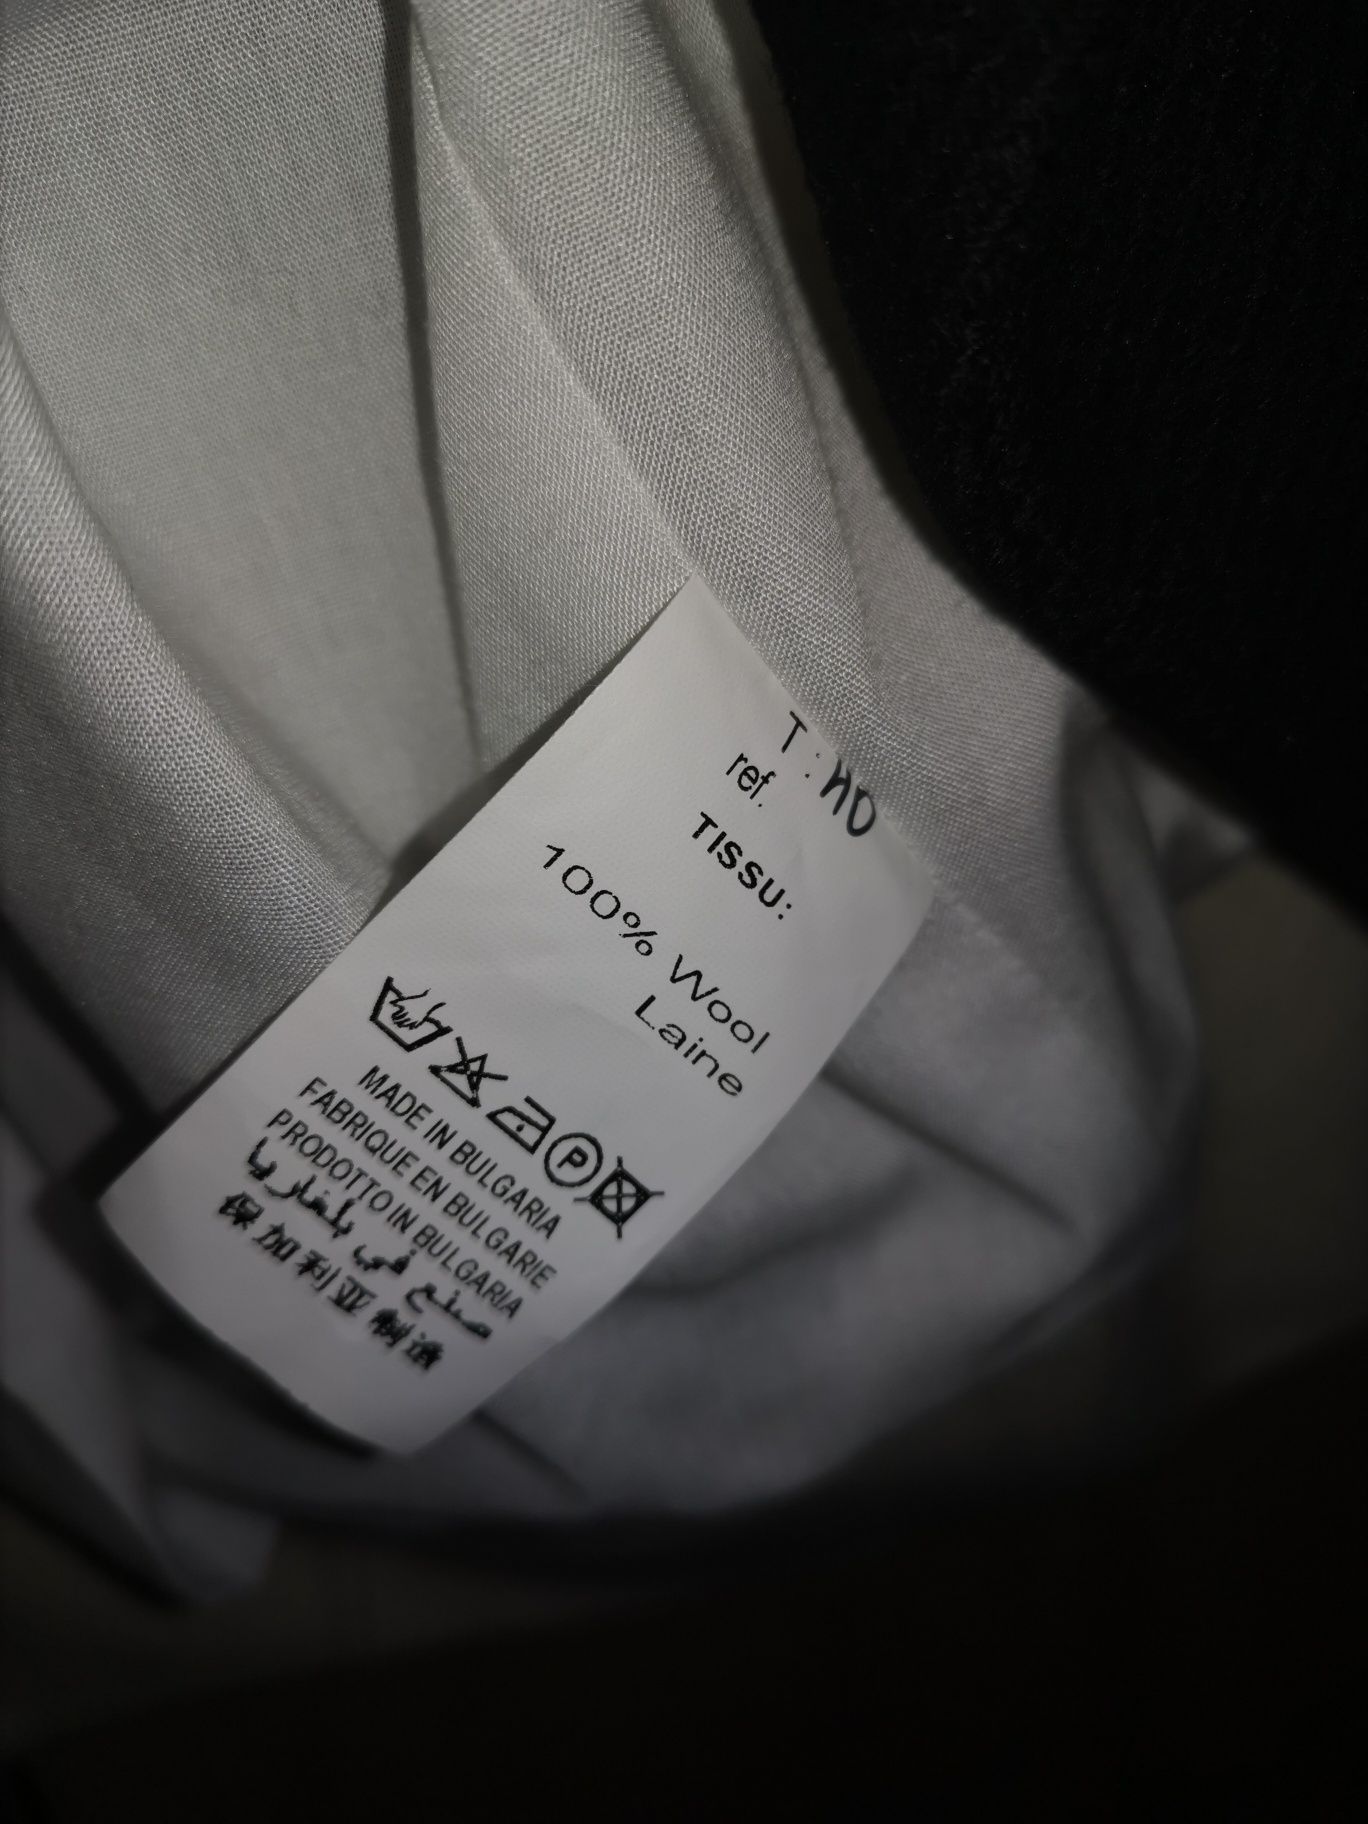 T : 40
ref.
TISSU:
100% Wool
Laine
P
MADE IN BULGARIA
FABRIQUE EN BULGARIE
PRODOTTO IN BULGARIA
صنع في بلغاريا
保加利亚制造